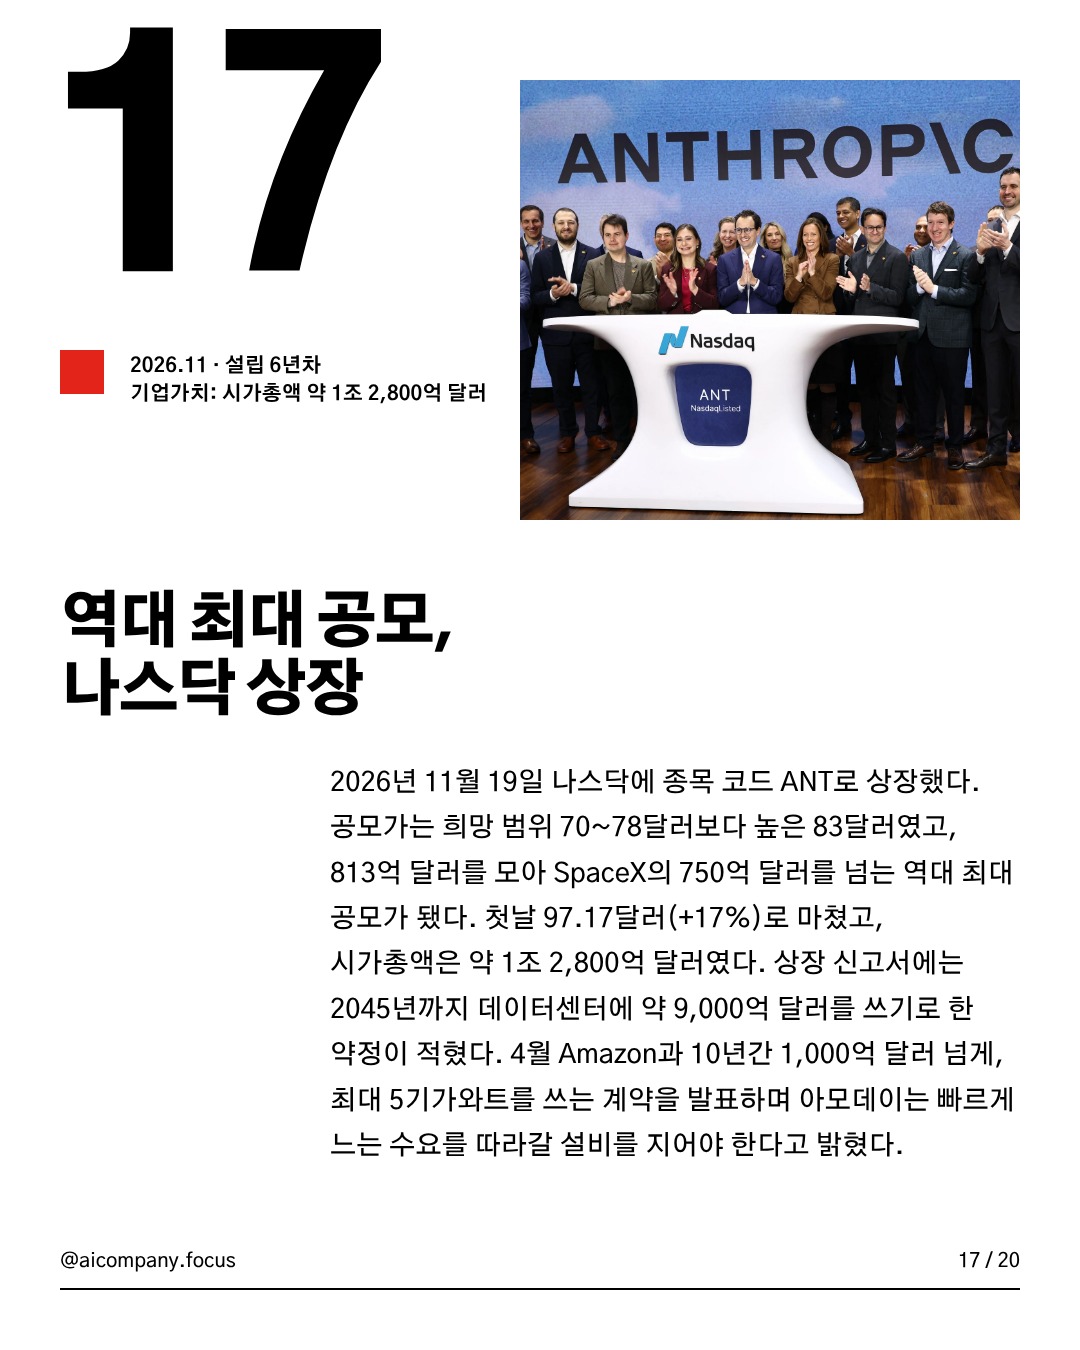 17
ANTHROP\C
Nasdaq
ANT
NasdaqListed
2026.11 · 설립 6년차
기업가치: 시가총액 약 1조 2,800억 달러
역대 최대 공모,
나스닥 상장
2026년 11월 19일 나스닥에 종목 코드 ANT로 상장했다.
공모가는 희망 범위 70~78달러보다 높은 83달러였고,
813억 달러를 모아 SpaceX의 750억 달러를 넘는 역대 최대
공모가 됐다. 첫날 97.17달러(+17%)로 마쳤고,
시가총액은 약 1조 2,800억 달러였다. 상장 신고서에는
2045년까지 데이터센터에 약 9,000억 달러를 쓰기로 한
약정이 적혔다. 4월 Amazon과 10년간 1,000억 달러 넘게,
최대 5기가와트를 쓰는 계약을 발표하며 아모데이는 빠르게
느는 수요를 따라갈 설비를 지어야 한다고 밝혔다.
@aicompany.focus
17 / 20